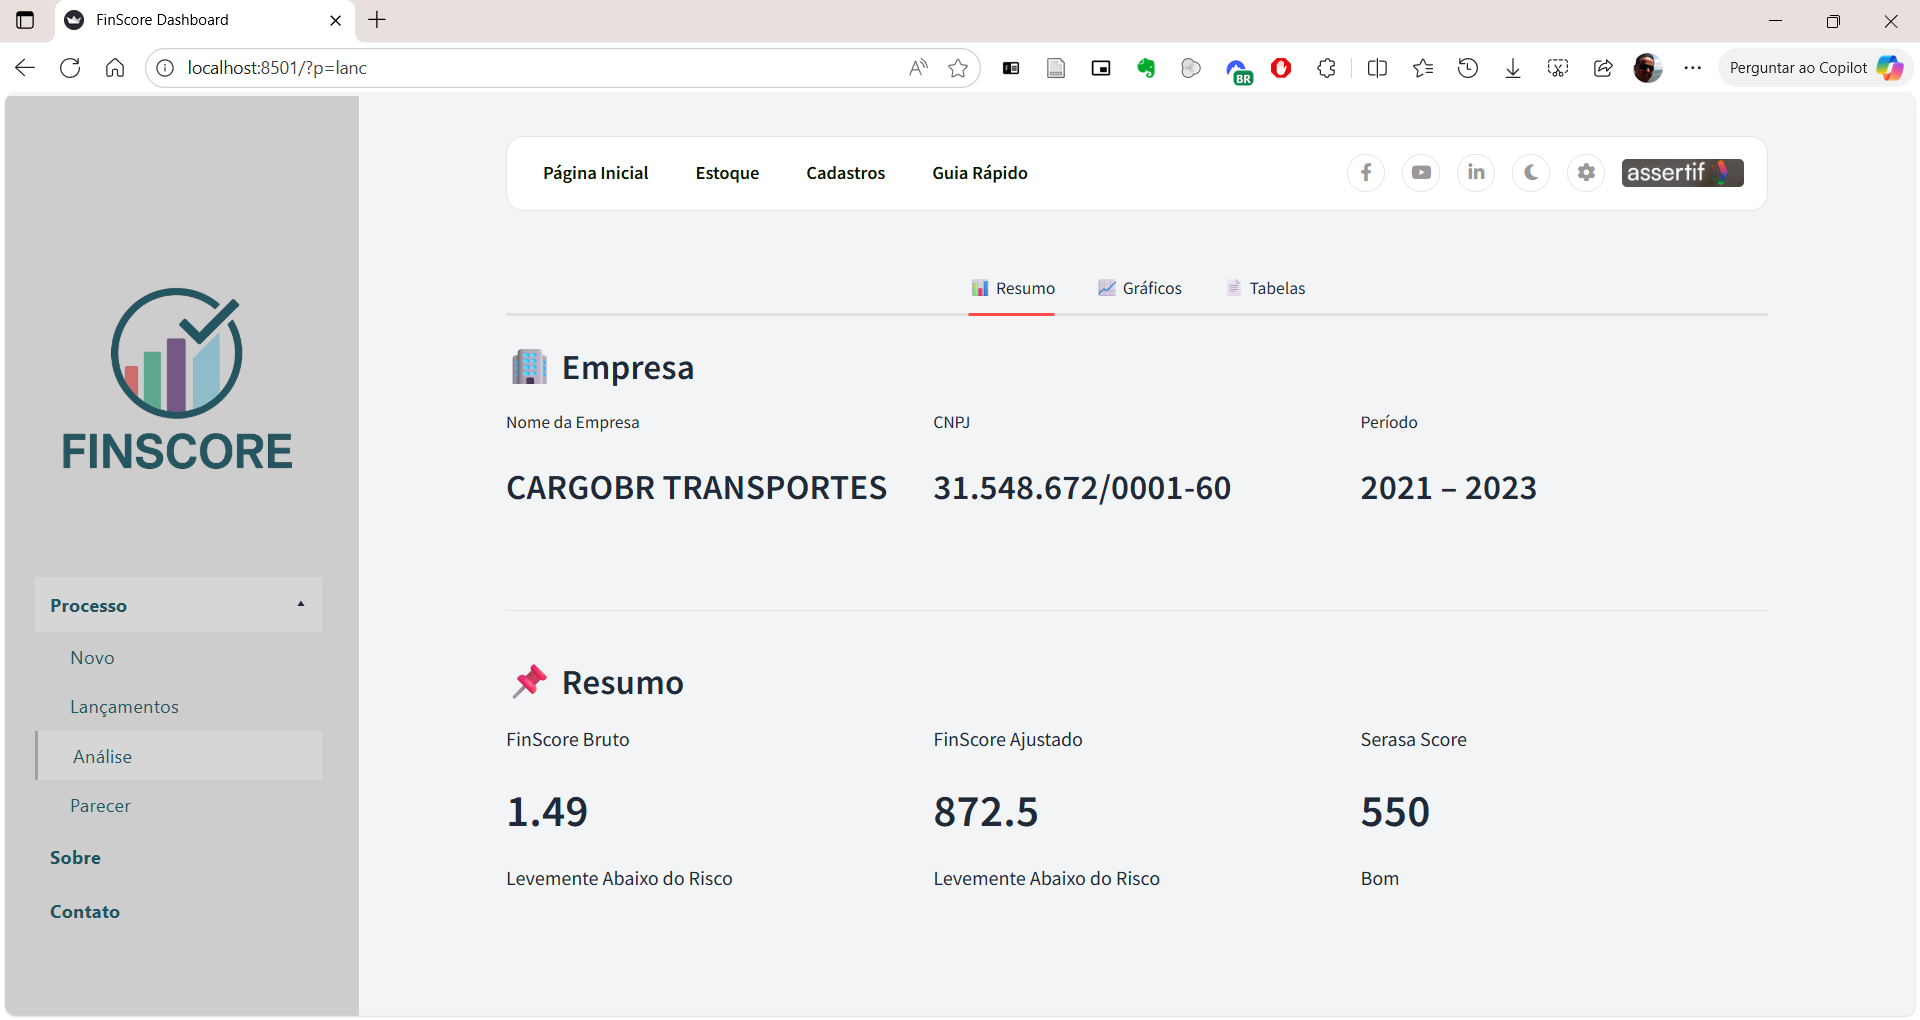 FinScore Dashboard
localhost:8501/?p=lanc
BR
Perguntar ao Copilot
Página Inicial Estoque Cadastros Guia Rápido
assertif
Resumo Gráficos Tabelas
FINSCORE
Processo
Novo
Lançamentos
Análise
Parecer
Sobre
Contato
Empresa
Nome da Empresa CNPJ Período
CARGOBR TRANSPORTES 31.548.672/0001-60 2021 – 2023
Resumo
FinScore Bruto FinScore Ajustado Serasa Score
1.49 872.5 550
Levemente Abaixo do Risco Levemente Abaixo do Risco Bom